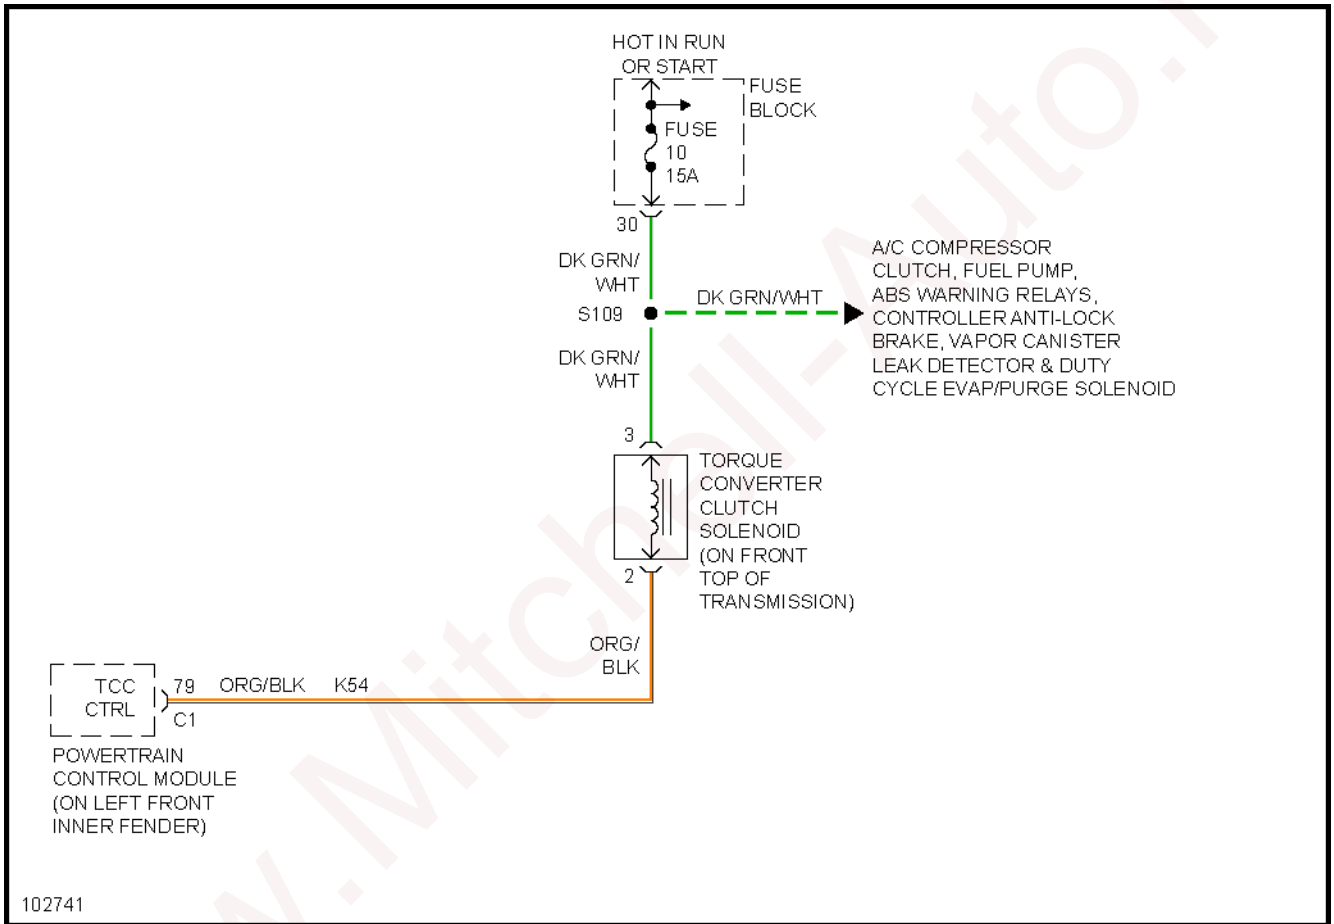 HOT IN RUN
OR START
FUSE
BLOCK
FUSE
10
15A
30
DK GRN/
WHT
S109
DK GRN/WHT
A/C COMPRESSOR
CLUTCH, FUEL PUMP,
ABS WARNING RELAYS,
CONTROLLER ANTI-LOCK
BRAKE, VAPOR CANISTER
LEAK DETECTOR & DUTY
CYCLE EVAP/PURGE SOLENOID
DK GRN/
WHT
3
TORQUE
CONVERTER
CLUTCH
SOLENOID
(ON FRONT
TOP OF
TRANSMISSION)
2
ORG/
BLK
TCC
CTRL
79
ORG/BLK
K54
C1
POWERTRAIN
CONTROL MODULE
(ON LEFT FRONT
INNER FENDER)
102741
w.Mitchell-Auto.r